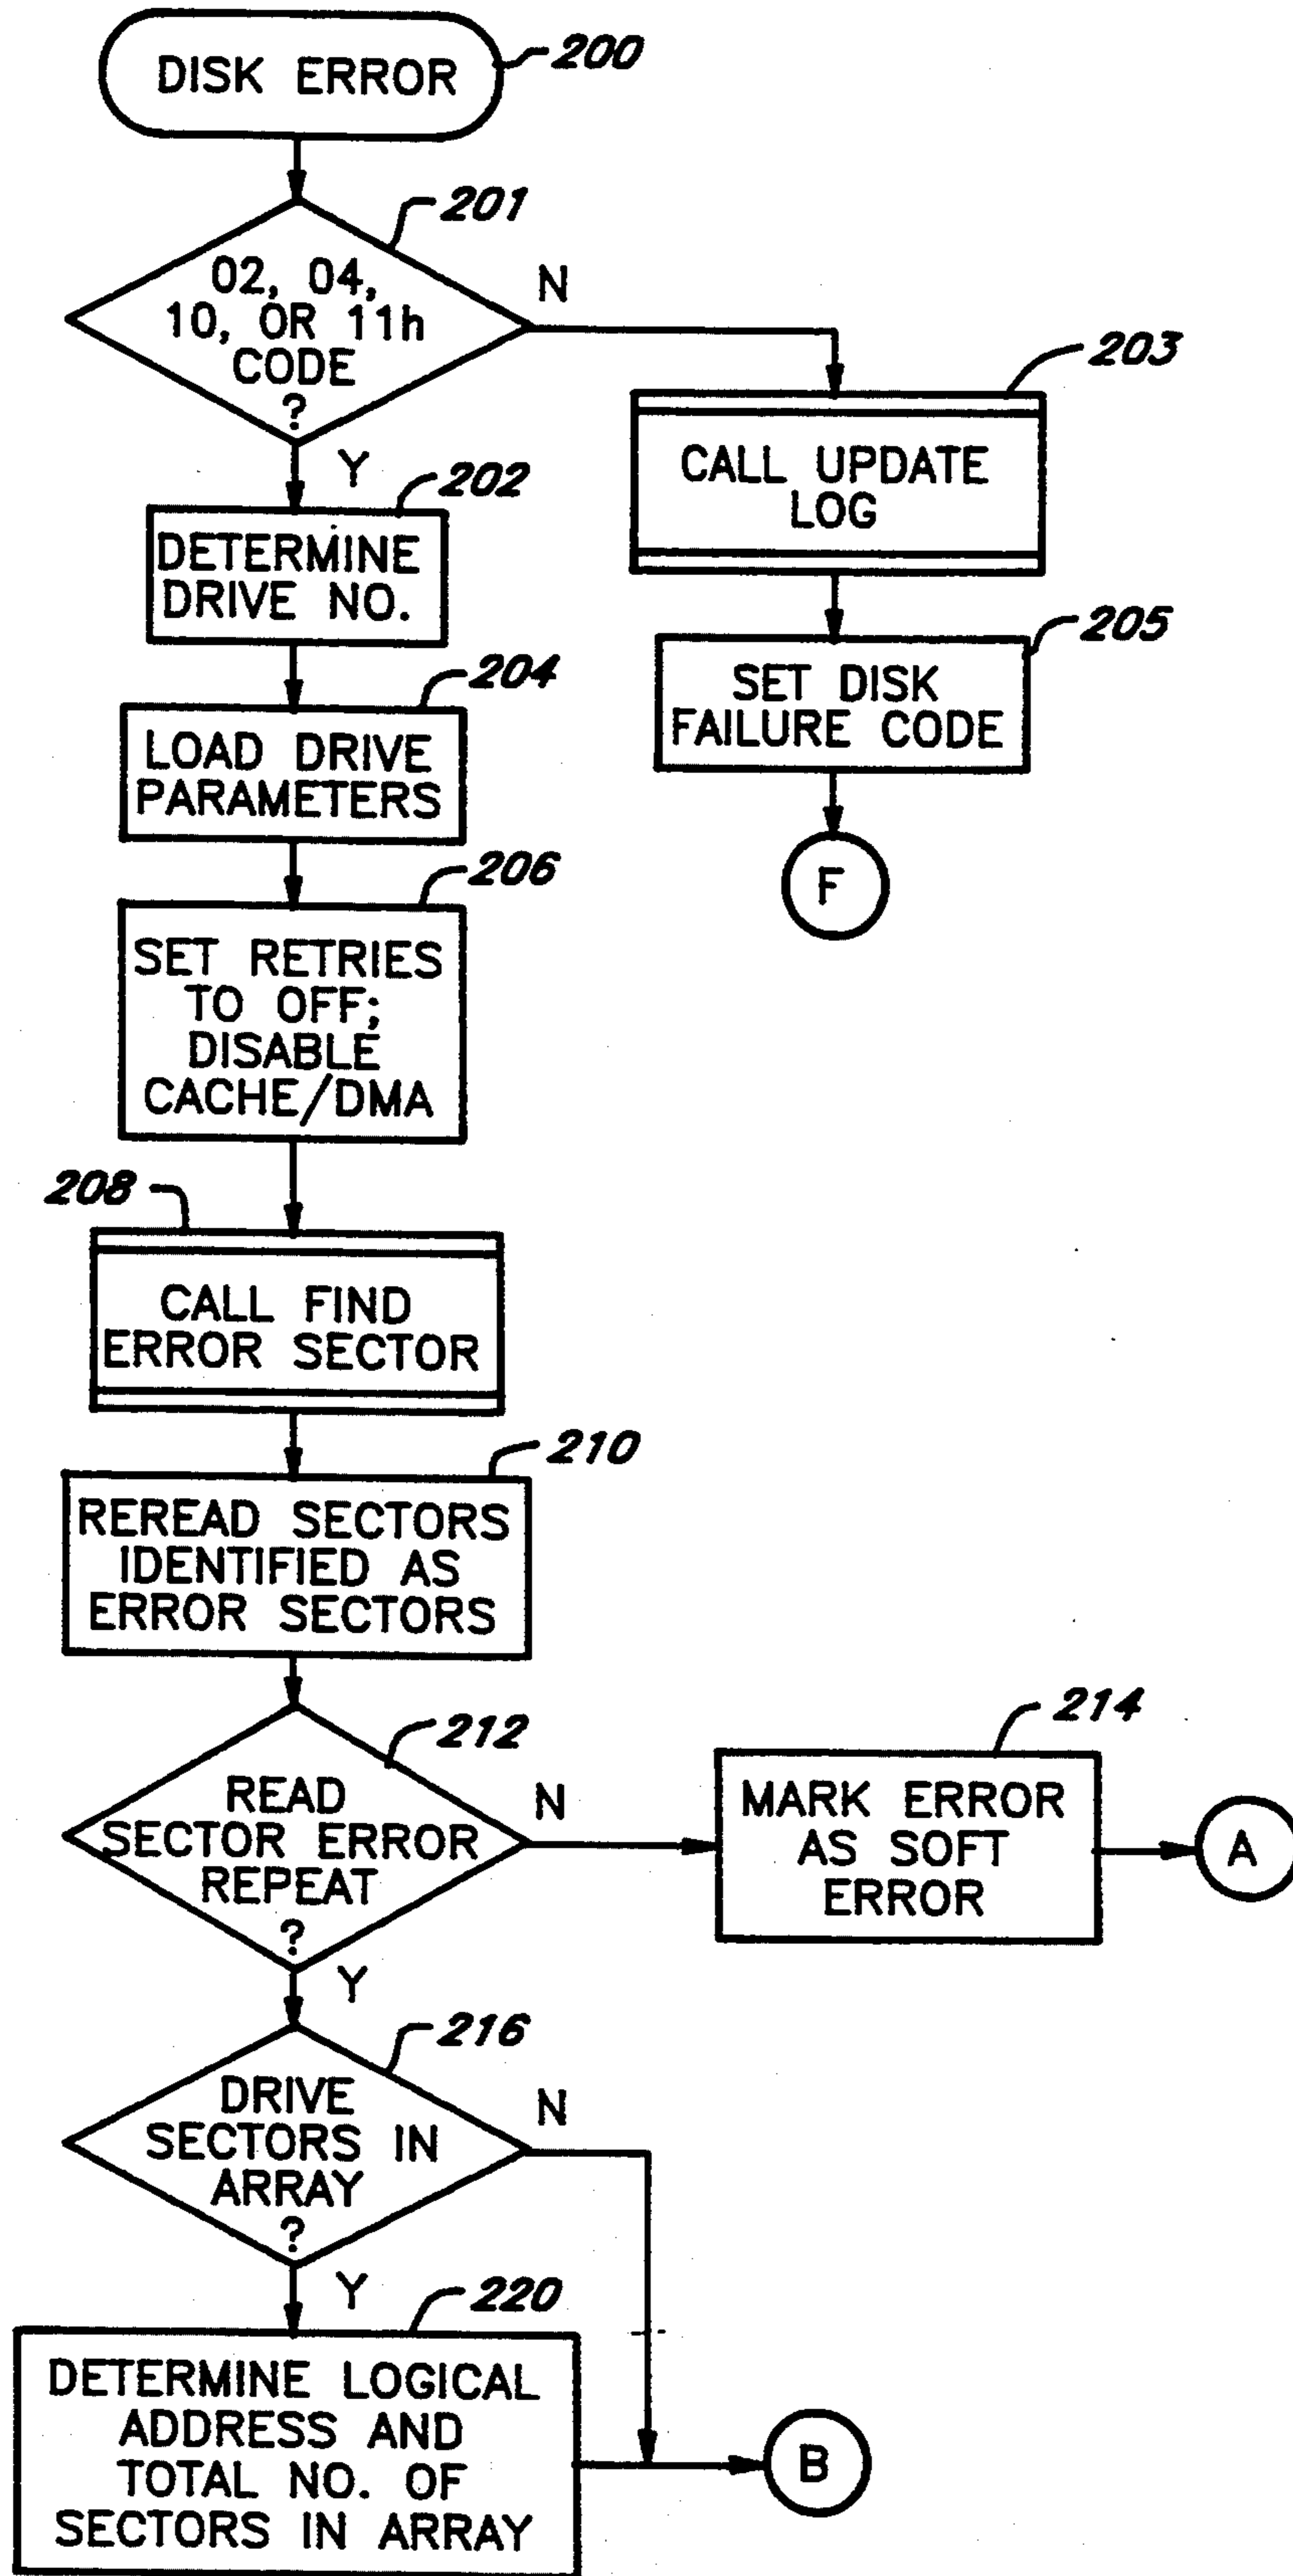 DISK ERROR
200
201
02, 04,
10, OR 11h
CODE
?
N
Y
203
CALL UPDATE
LOG
202
DETERMINE
DRIVE NO.
205
SET DISK
FAILURE CODE
204
LOAD DRIVE
PARAMETERS
F
206
SET RETRIES
TO OFF;
DISABLE
CACHE/DMA
208
CALL FIND
ERROR SECTOR
210
REREAD SECTORS
IDENTIFIED AS
ERROR SECTORS
212
READ
SECTOR ERROR
REPEAT
?
N
Y
214
MARK ERROR
AS SOFT
ERROR
A
216
DRIVE
SECTORS IN
ARRAY
?
N
Y
220
DETERMINE LOGICAL
ADDRESS AND
TOTAL NO. OF
SECTORS IN ARRAY
B